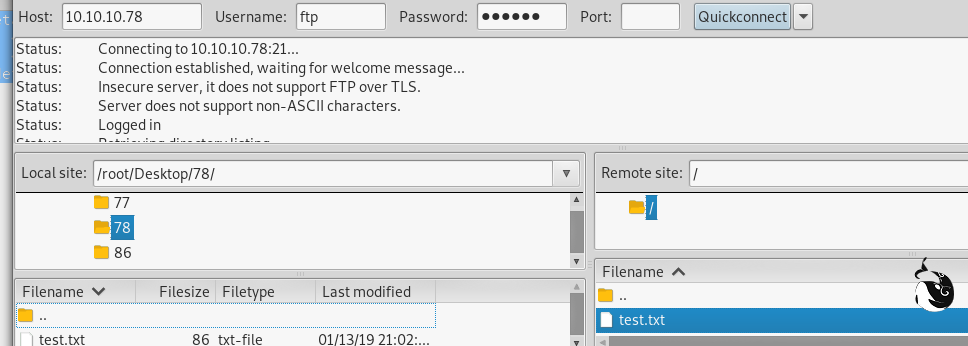 Host: 10.10.10.78 Username: ftp Password: ●●●●●● Port: Quickconnect
Status: Connecting to 10.10.10.78:21...
Status: Connection established, waiting for welcome message...
Status: Insecure server, it does not support FTP over TLS.
Status: Server does not support non-ASCII characters.
Status: Logged in
Status: Retrieving directory listing
Local site: /root/Desktop/78/
77
78
86
Filename Filesize Filetype Last modified
..
test.txt 86 txt-file 01/13/19 21:02:...
Remote site: /
/
Filename
..
test.txt